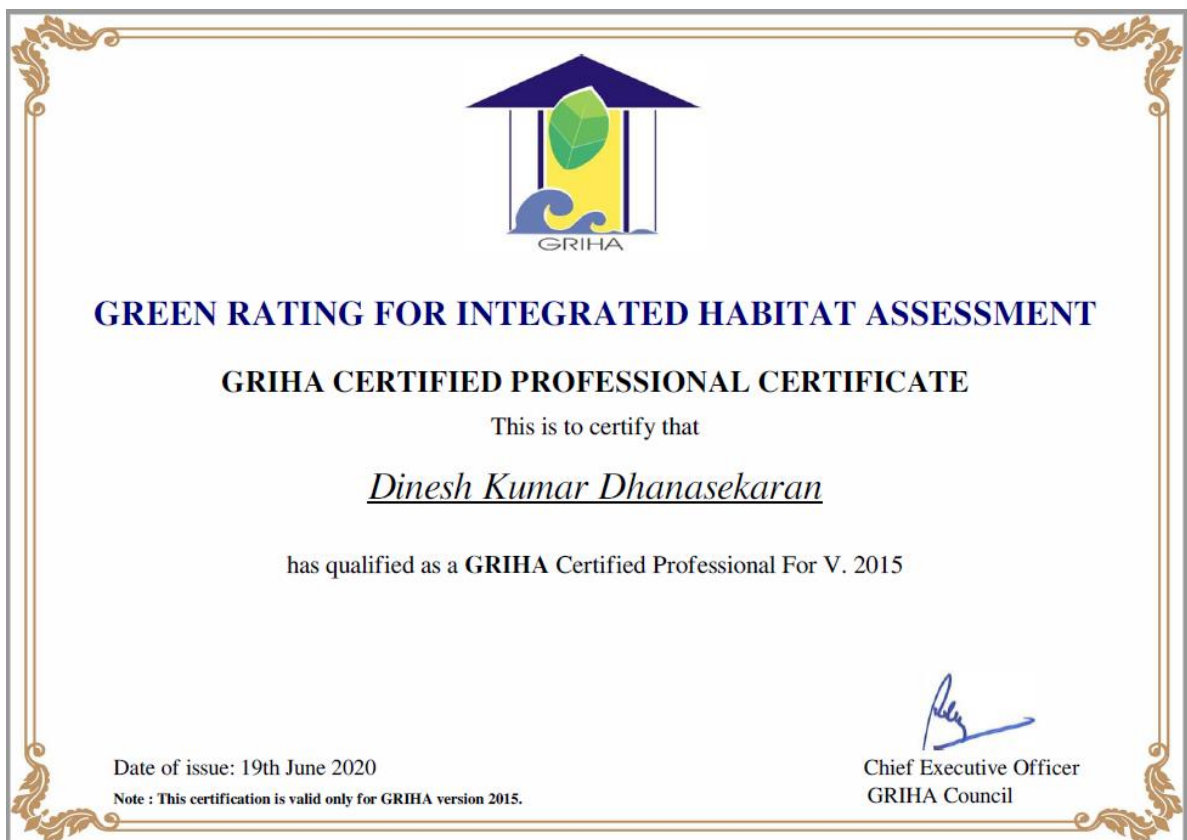 GRIHA
GREEN RATING FOR INTEGRATED HABITAT ASSESSMENT
GRIHA CERTIFIED PROFESSIONAL CERTIFICATE
This is to certify that
Dinesh Kumar Dhanasekaran
has qualified as a GRIHA Certified Professional For V. 2015
Date of issue: 19th June 2020
Note : This certification is valid only for GRIHA version 2015.
Chief Executive Officer
GRIHA Council